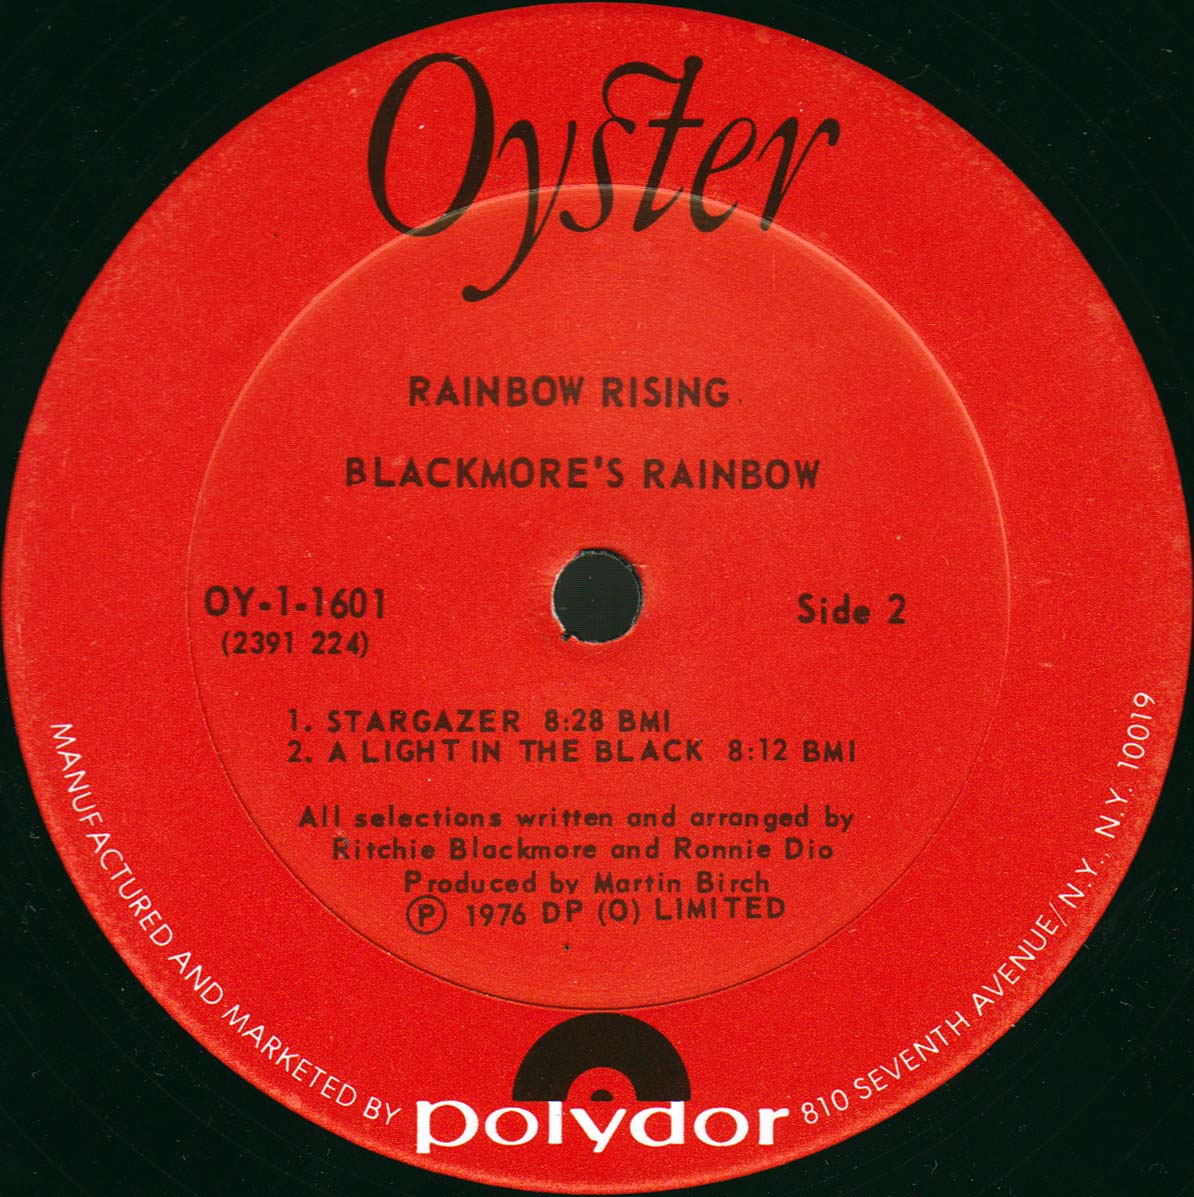 Oyster
RAINBOW RISING
BLACKMORE'S RAINBOW
OY-1-1601
(2391 224)
Side 2
1. STARGAZER 8:28 BMI
2. A LIGHT IN THE BLACK 8:12 BMI
All selections written and arranged by
Ritchie Blackmore and Ronnie Dio
Produced by Martin Birch
Ⓟ 1976 DP (O) LIMITED
MANUFACTURED AND MARKETED BY polydor 810 SEVENTH AVENUE/N.Y., N.Y. 10019